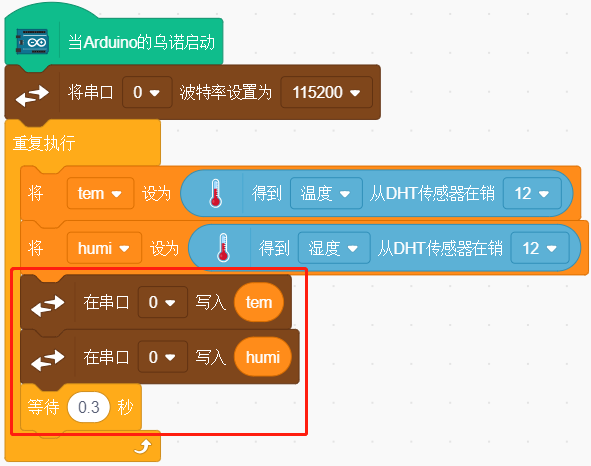 当Arduino的乌诺启动
将串口 0 波特率设置为 115200
重复执行
将 tem 设为 得到 温度 从DHT传感器在销 12
将 humi 设为 得到 湿度 从DHT传感器在销 12
在串口 0 写入 tem
在串口 0 写入 humi
等待 0.3 秒